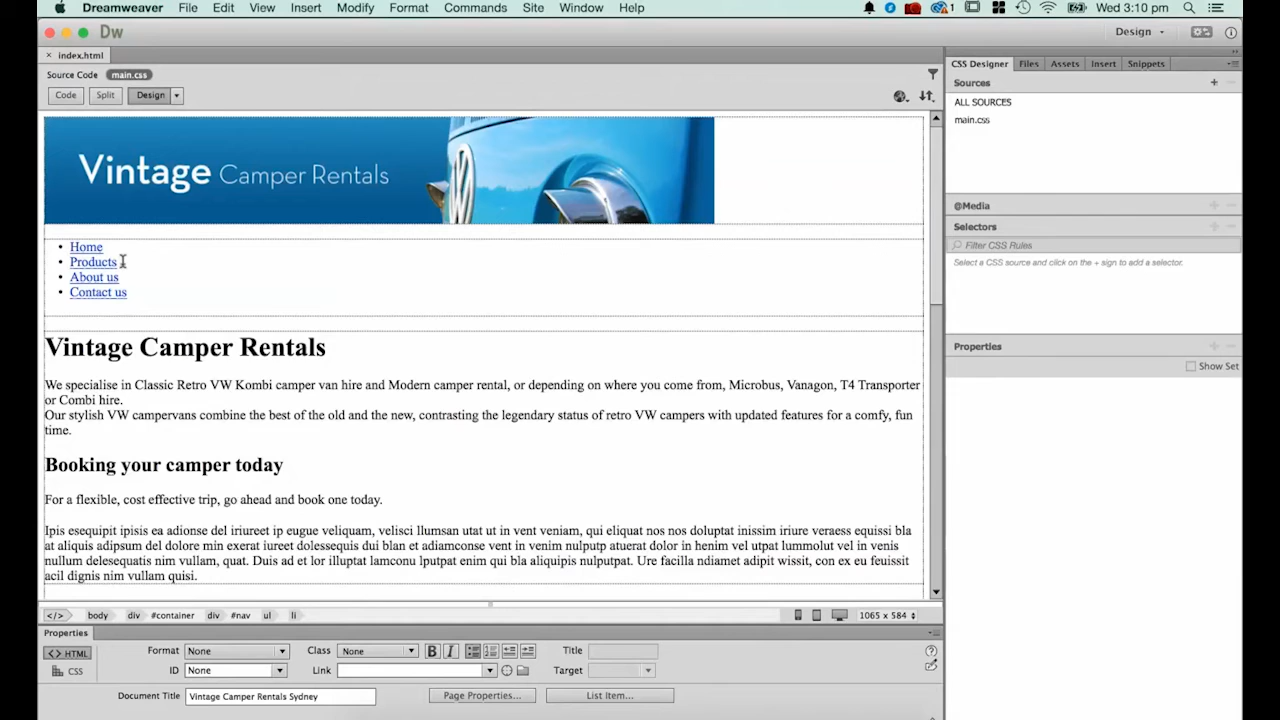 Dreamweaver File Edit View Insert Modify Format Commands Site Window Help 1 Wed 3:10 pm
Dw Design
× index.html
Source Code main.css
Code Split Design
Vintage Camper Rentals
• Home
• Products
• About us
• Contact us
Vintage Camper Rentals
We specialise in Classic Retro VW Kombi camper van hire and Modern camper rental, or depending on where you come from, Microbus, Vanagon, T4 Transporter
or Combi hire.
Our stylish VW campervans combine the best of the old and the new, contrasting the legendary status of retro VW campers with updated features for a comfy, fun
time.
Booking your camper today
For a flexible, cost effective trip, go ahead and book one today.
Ipis esequipit ipisis ea adionse del iriureet ip eugue veliquam, velisci llumsan utat ut in vent veniam, qui eliquat nos nos doluptat inissim iriure veraess equissi bla
at aliquis adipsum del dolore min exerat iureet dolessequis dui blan et adiamconse vent in venim nulputp atuerat dolor in henim vel utpat lummolut vel in venis
nullum delesequatis nim vullam, quat. Duis ad et lor illuptat lamconu lputpat enim qui bla aliquipis nulputpat. Ure facilla ndiamet adipit wissit, con ex eu feuissit
acil dignis nim vullam quisi.
</> body div #container div #nav ul li 1065 x 584
Properties
<> HTML Format None Class None B I Title
CSS ID None Link Target
Document Title Vintage Camper Rentals Sydney Page Properties... List Item...
CSS Designer Files Assets Insert Snippets
Sources
ALL SOURCES
main.css
@Media
Selectors
Filter CSS Rules
Select a CSS source and click on the + sign to add a selector.
Properties
Show Set